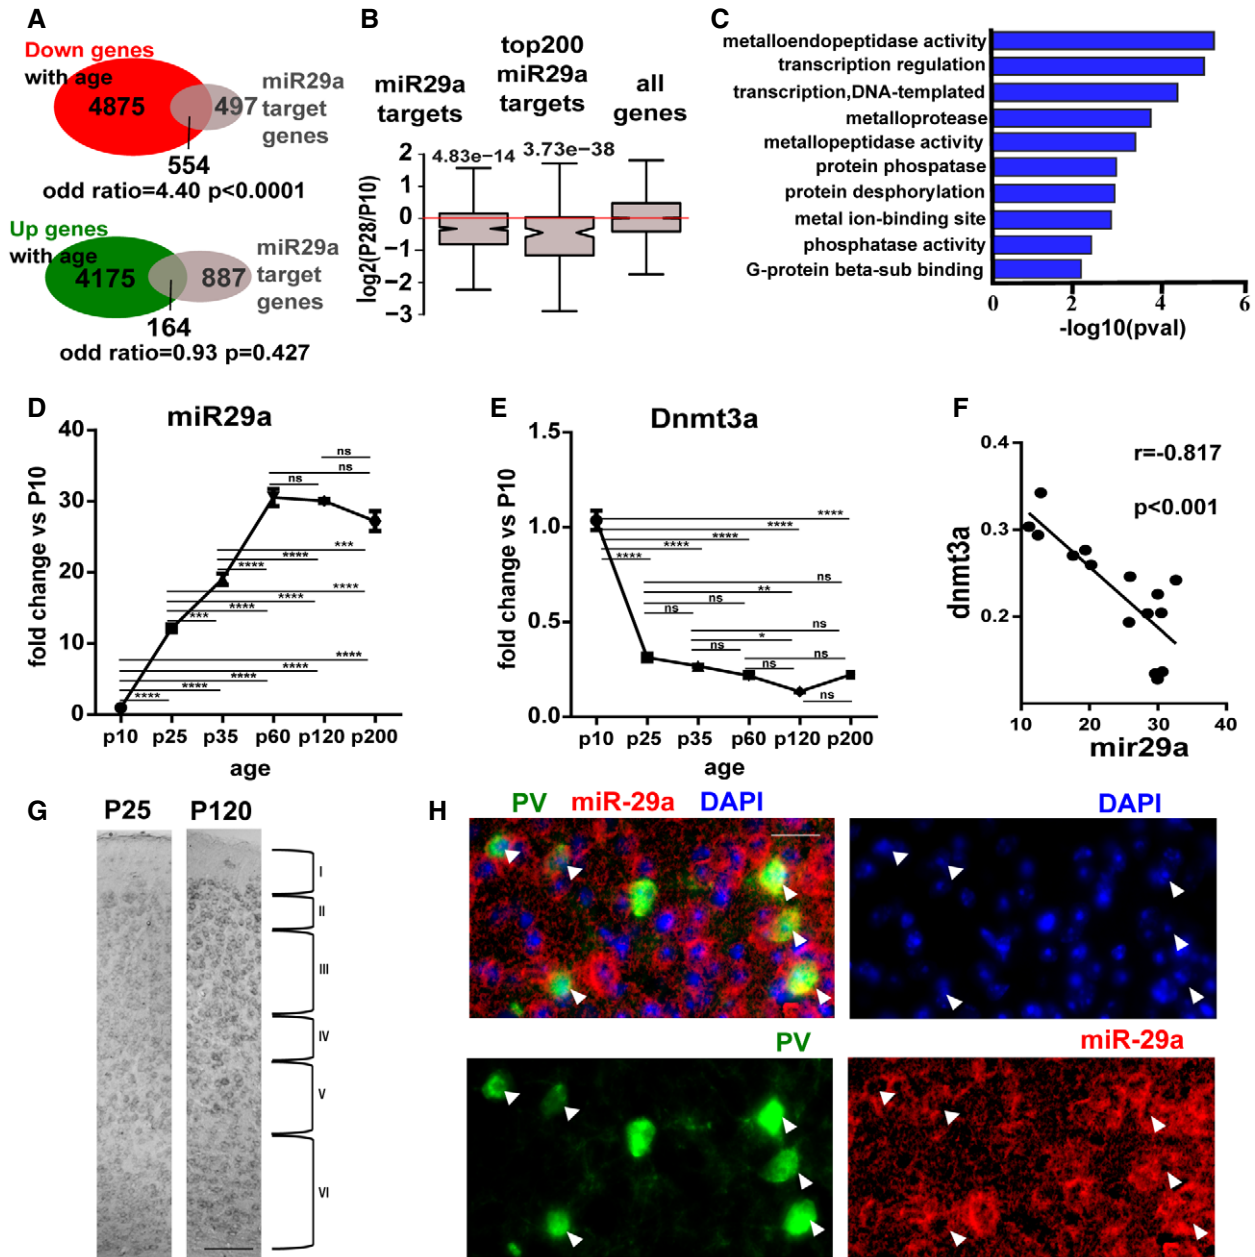 A
Down genes
with age
4875
497
miR29a
target
genes
554
odd ratio=4.40 p<0.0001
Up genes
with age
4175
887
miR29a
target
genes
164
odd ratio=0.93 p=0.427
B
miR29a
targets
top200
miR29a
targets
all
genes
4.83e−14
3.73e−38
log2(P28/P10)
2
1
0
−1
−2
−3
C
metalloendopeptidase activity
transcription regulation
transcription,DNA-templated
metalloprotease
metallopeptidase activity
protein phospatase
protein desphorylation
metal ion-binding site
phosphatase activity
G-protein beta-sub binding
0 2 4 6
-log10(pval)
D
miR29a
fold change vs P10
40
30
20
10
0
ns
ns
ns
***
****
****
****
****
****
***
****
****
****
****
****
p10 p25 p35 p60 p120 p200
age
E
Dnmt3a
fold change vs P10
1.5
1.0
0.5
0.0
****
****
****
****
****
ns
**
ns
ns
ns
*
ns
ns
ns
ns
p10 p25 p35 p60 p120 p200
age
F
r=-0.817
p<0.001
dnmt3a
0.4
0.3
0.2
10 20 30 40
mir29a
G
P25 P120
I
II
III
IV
V
VI
H
PV miR-29a DAPI
DAPI
PV
miR-29a